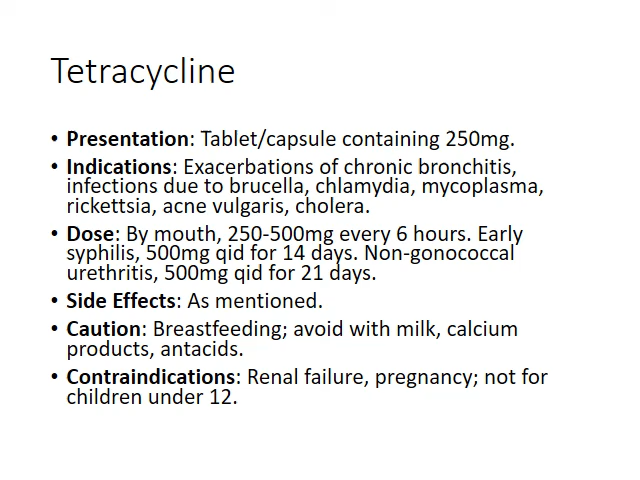 Tetracycline
• Presentation: Tablet/capsule containing 250mg.
• Indications: Exacerbations of chronic bronchitis,
infections due to brucella, chlamydia, mycoplasma,
rickettsia, acne vulgaris, cholera.
• Dose: By mouth, 250-500mg every 6 hours. Early
syphilis, 500mg qid for 14 days. Non-gonococcal
urethritis, 500mg qid for 21 days.
• Side Effects: As mentioned.
• Caution: Breastfeeding; avoid with milk, calcium
products, antacids.
• Contraindications: Renal failure, pregnancy; not for
children under 12.